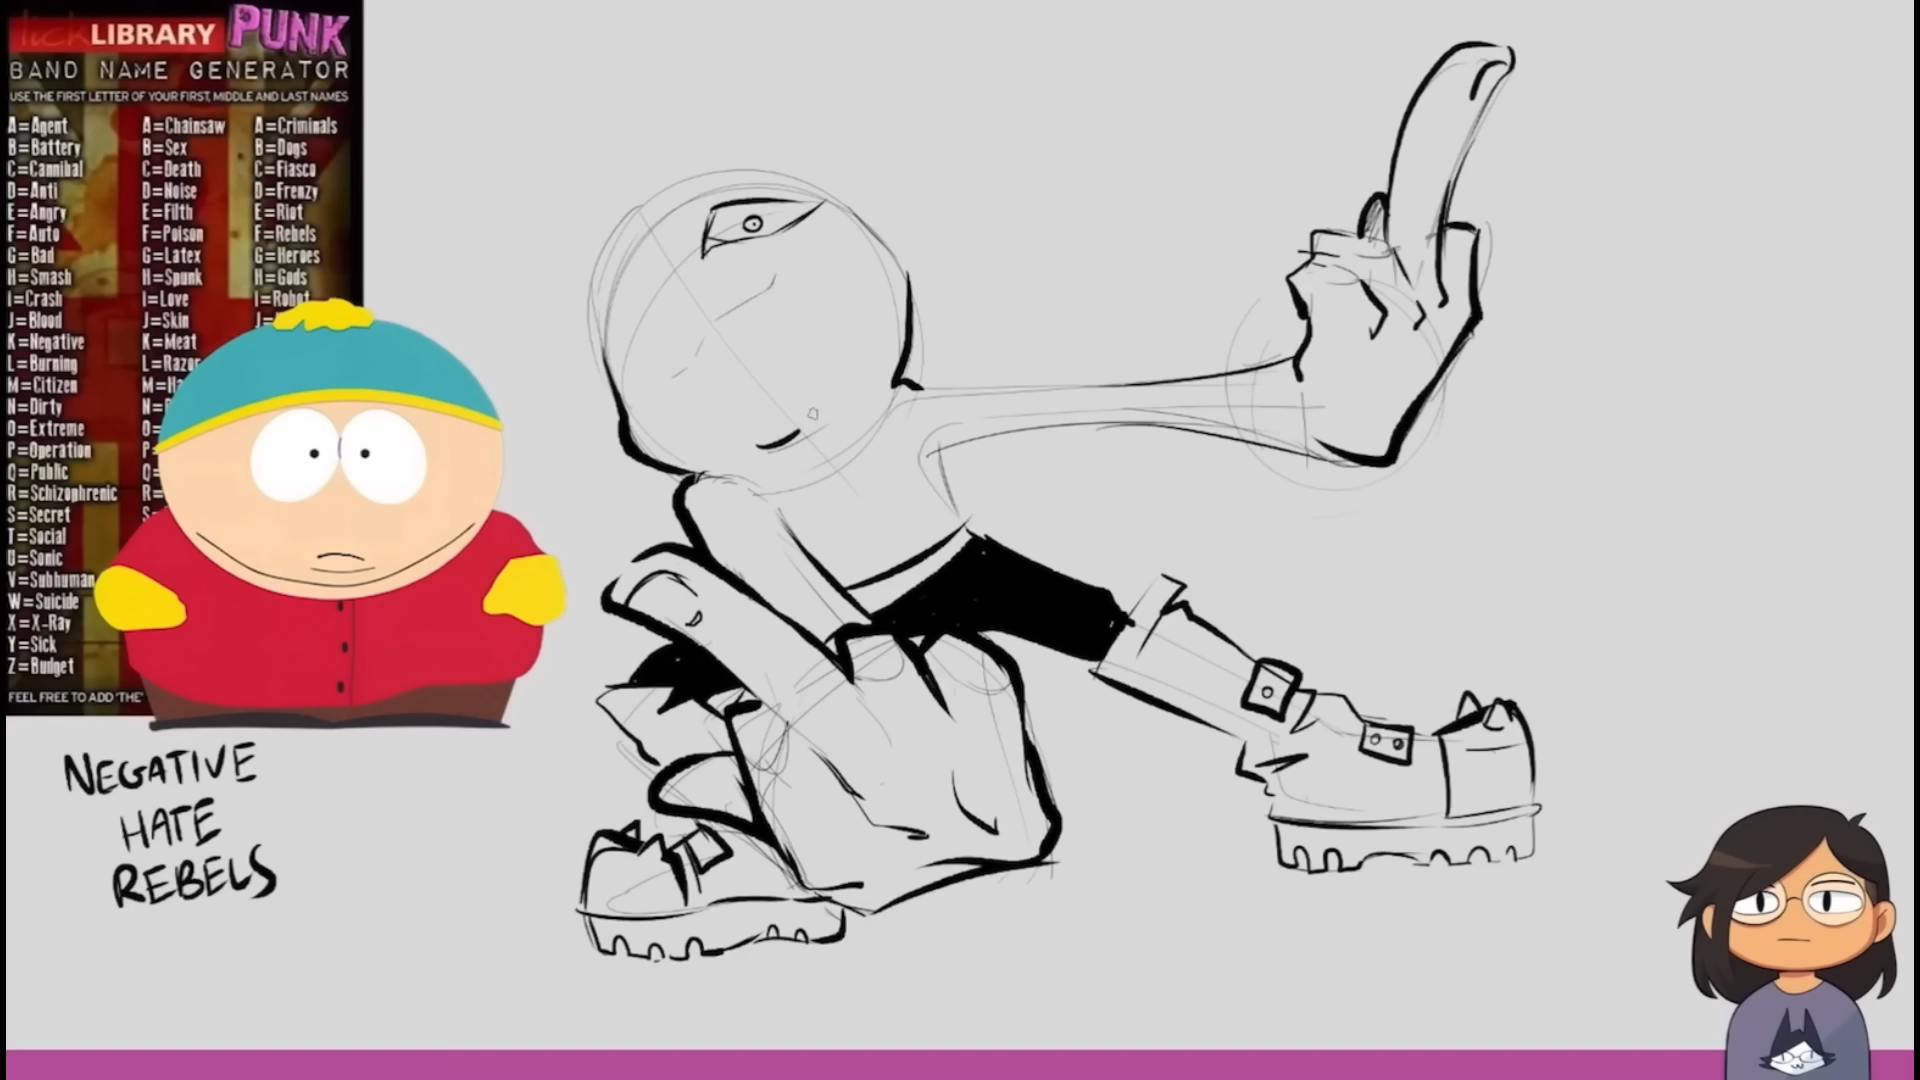 lick LIBRARY PUNK
BAND NAME GENERATOR
USE THE FIRST LETTER OF YOUR FIRST, MIDDLE AND LAST NAMES
A=Agent A=Chainsaw A=Criminals
B=Battery B=Sex B=Dogs
C=Cannibal C=Death C=Fiasco
D=Anti D=Noise D=Frenzy
E=Angry E=Filth E=Riot
F=Auto F=Poison F=Rebels
G=Bad G=Latex G=Heroes
H=Smash H=Spunk H=Gods
I=Crash I=Love I=Robot
J=Blood J=Skin J=
K=Negative K=Meat
L=Burning L=Razor
M=Citizen M=Ha
N=Dirty N=
O=Extreme O=
P=Operation P=
Q=Public Q=
R=Schizophrenic R=
S=Secret S=
T=Social
U=Sonic
V=Subhuman
W=Suicide
X=X-Ray
Y=Sick
Z=Budget
FEEL FREE TO ADD 'THE'
NEGATIVE
HATE
REBELS